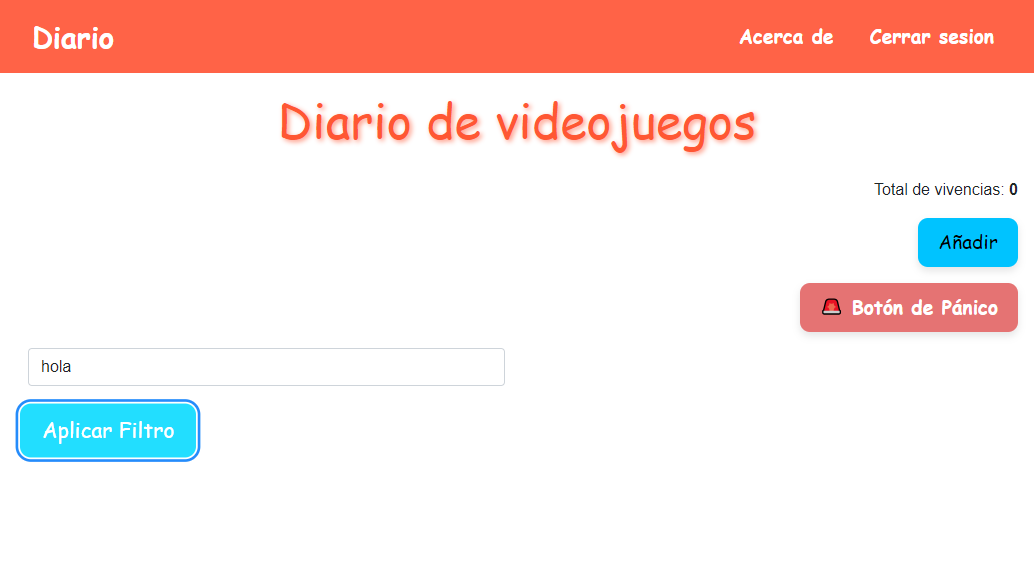 Diario
Acerca de
Cerrar sesion
Diario de videojuegos
Total de vivencias: 0
Añadir
🚨 Botón de Pánico
hola
Aplicar Filtro